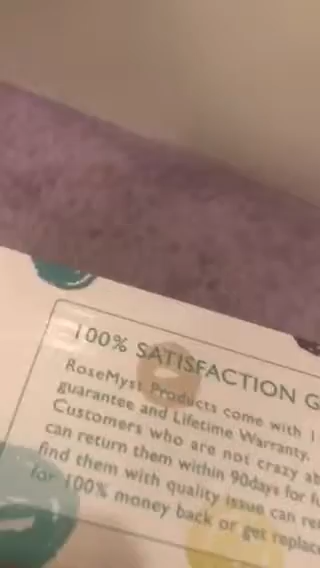 100% SATISFACTION G
RoseMyst Products come with 1
guarantee and Lifetime Warranty.
Customers who are not crazy ab
can return them within 90days for fu
find them with quality issue can re
for 100% money back or get replace